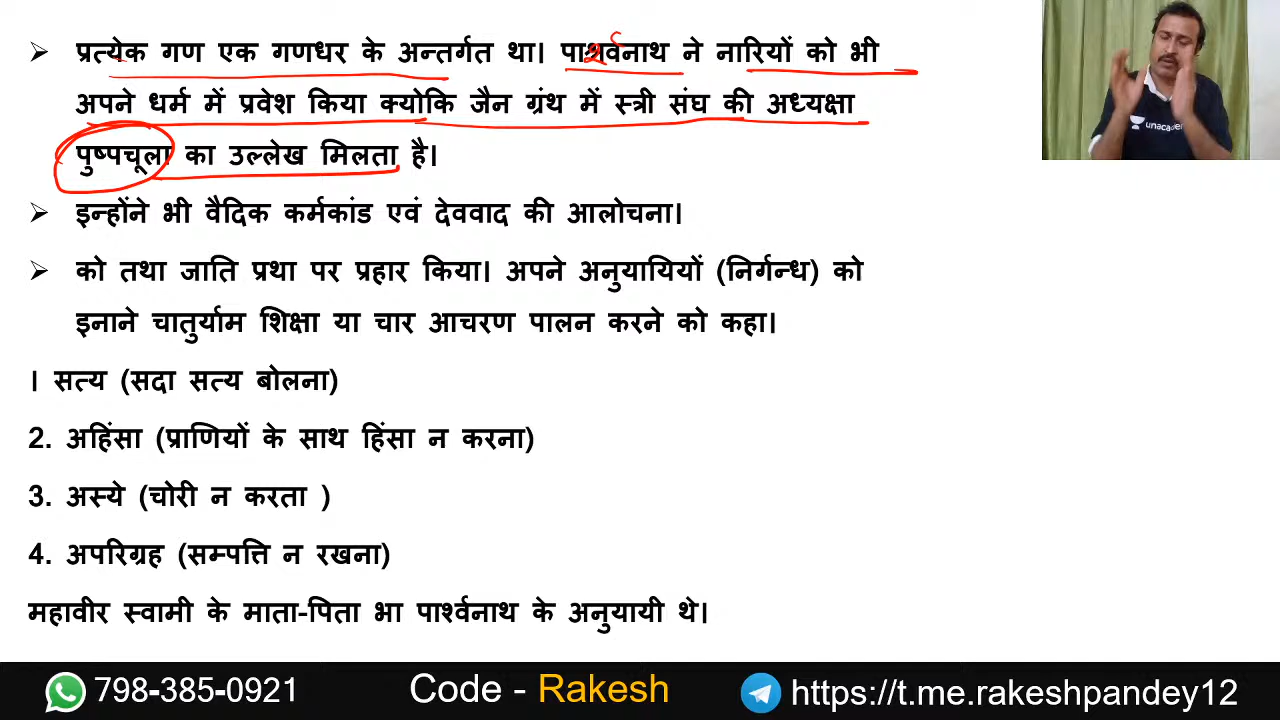 ➢ प्रत्येक गण एक गणधर के अन्तर्गत था। पार्श्वनाथ ने नारियों को भी
अपने धर्म में प्रवेश किया क्योकि जैन ग्रंथ में स्त्री संघ की अध्यक्षा
पुष्पचूला का उल्लेख मिलता है।
➢ इन्होंने भी वैदिक कर्मकांड एवं देववाद की आलोचना।
➢ को तथा जाति प्रथा पर प्रहार किया। अपने अनुयायियों (निर्गन्ध) को
इनाने चातुर्याम शिक्षा या चार आचरण पालन करने को कहा।
। सत्य (सदा सत्य बोलना)
2. अहिंसा (प्राणियों के साथ हिंसा न करना)
3. अस्ये (चोरी न करता )
4. अपरिग्रह (सम्पत्ति न रखना)
महावीर स्वामी के माता-पिता भा पार्श्वनाथ के अनुयायी थे।
unacademy
798-385-0921 Code - Rakesh https://t.me.rakeshpandey12